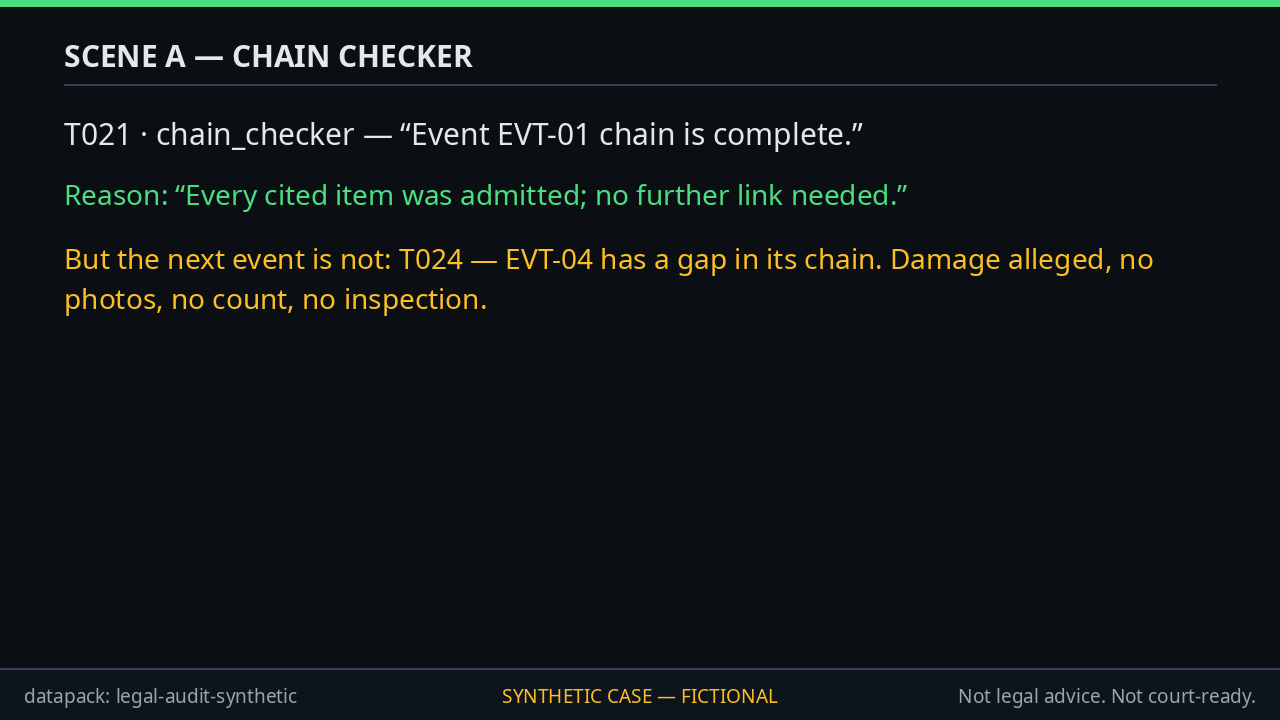 SCENE A — CHAIN CHECKER
T021 · chain_checker — “Event EVT-01 chain is complete.”
Reason: “Every cited item was admitted; no further link needed.”
But the next event is not: T024 — EVT-04 has a gap in its chain. Damage alleged, no
photos, no count, no inspection.
datapack: legal-audit-synthetic
SYNTHETIC CASE — FICTIONAL
Not legal advice. Not court-ready.